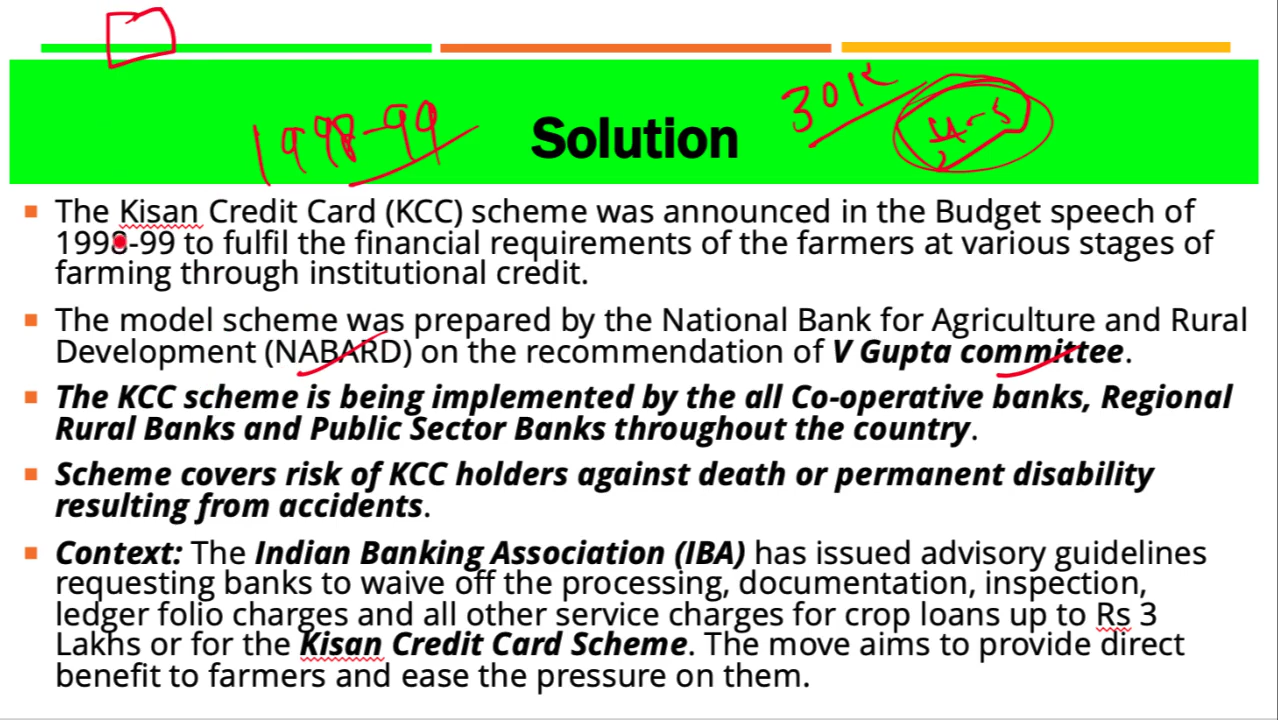 1998-99
Solution
30K
4-5
The Kisan Credit Card (KCC) scheme was announced in the Budget speech of
1998-99 to fulfil the financial requirements of the farmers at various stages of
farming through institutional credit.
The model scheme was prepared by the National Bank for Agriculture and Rural
Development (NABARD) on the recommendation of V Gupta committee.
The KCC scheme is being implemented by the all Co-operative banks, Regional
Rural Banks and Public Sector Banks throughout the country.
Scheme covers risk of KCC holders against death or permanent disability
resulting from accidents.
Context: The Indian Banking Association (IBA) has issued advisory guidelines
requesting banks to waive off the processing, documentation, inspection,
ledger folio charges and all other service charges for crop loans up to Rs 3
Lakhs or for the Kisan Credit Card Scheme. The move aims to provide direct
benefit to farmers and ease the pressure on them.